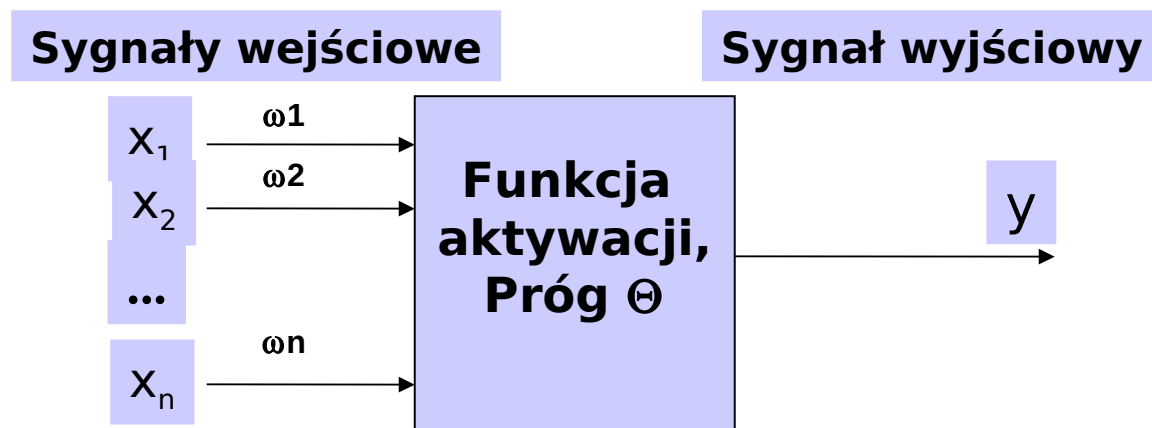 Sygnały wejściowe
Sygnał wyjściowy
x₁
ω1
x₂
ω2
...
xₙ
ωn
Funkcja
aktywacji,
Próg Θ
y